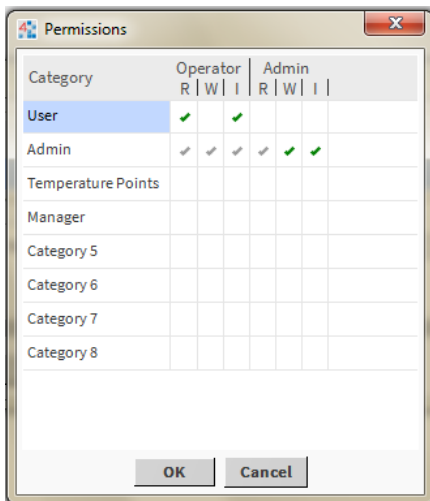 Permissions
Category Operator Admin
R W I R W I
User
Admin
Temperature Points
Manager
Category 5
Category 6
Category 7
Category 8
OK Cancel